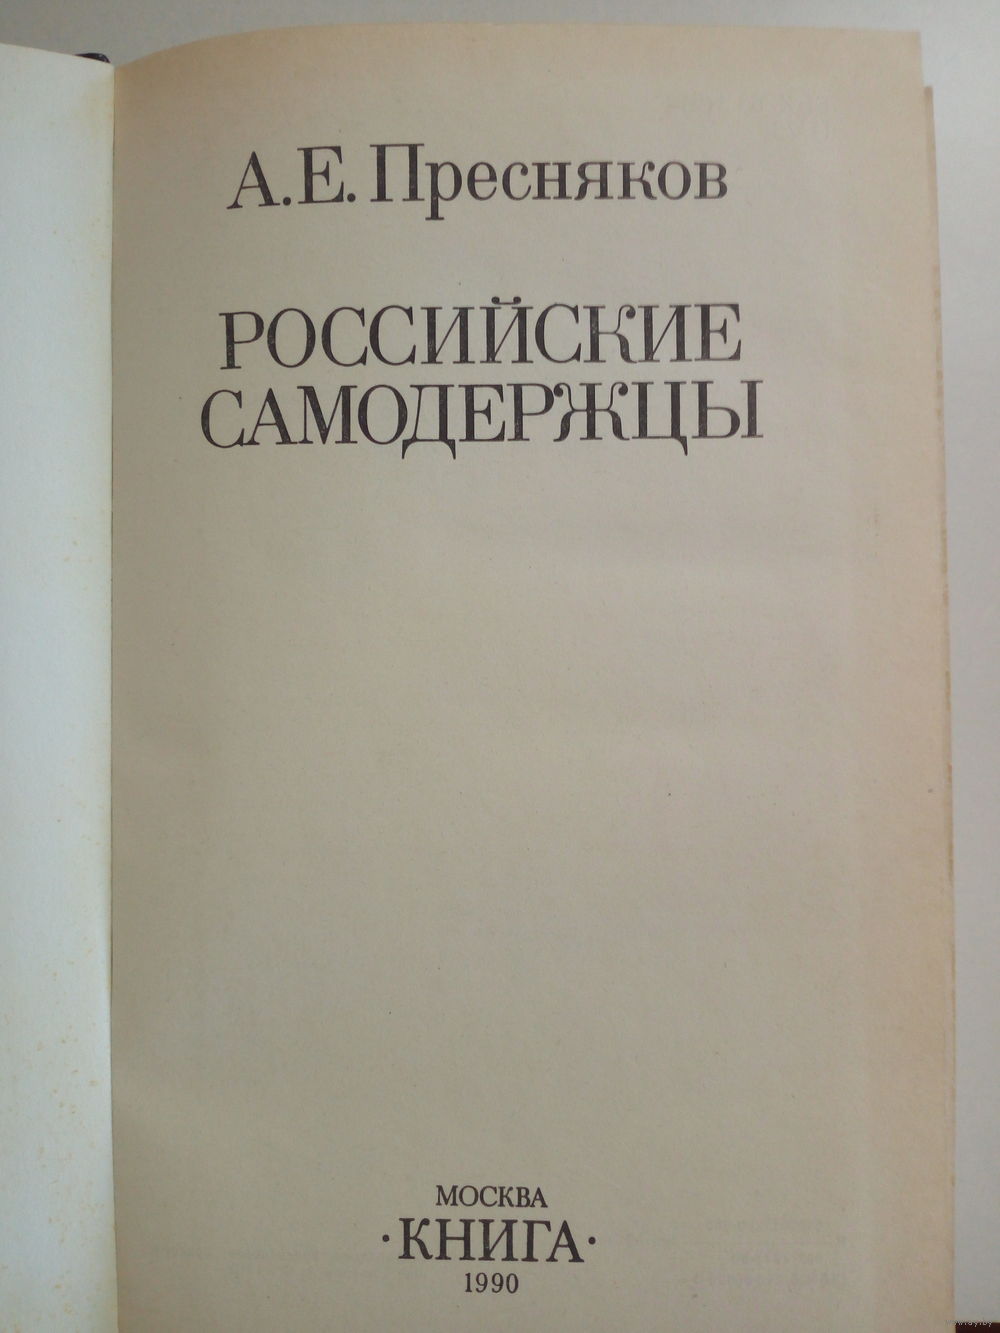 А.Е.Пресняков
РОССИЙСКИЕ
САМОДЕРЖЦЫ
МОСКВА
·КНИГА·
1990